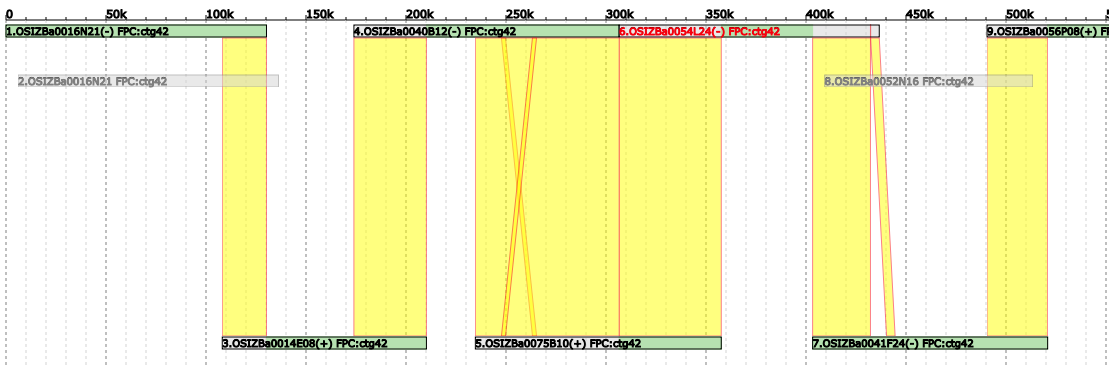 0 50k 100k 150k 200k 250k 300k 350k 400k 450k 500k
1.OSIZBa0016N21(-) FPC:ctg42 4.OSIZBa0040B12(-) FPC:ctg42 6.OSIZBa0054L24(-) FPC:ctg42 9.OSIZBa0056P08(+) F
2.OSIZBa0016N21 FPC:ctg42 8.OSIZBa0052N16 FPC:ctg42
3.OSIZBa0014E08(+) FPC:ctg42 5.OSIZBa0075B10(+) FPC:ctg42 7.OSIZBa0041F24(-) FPC:ctg42